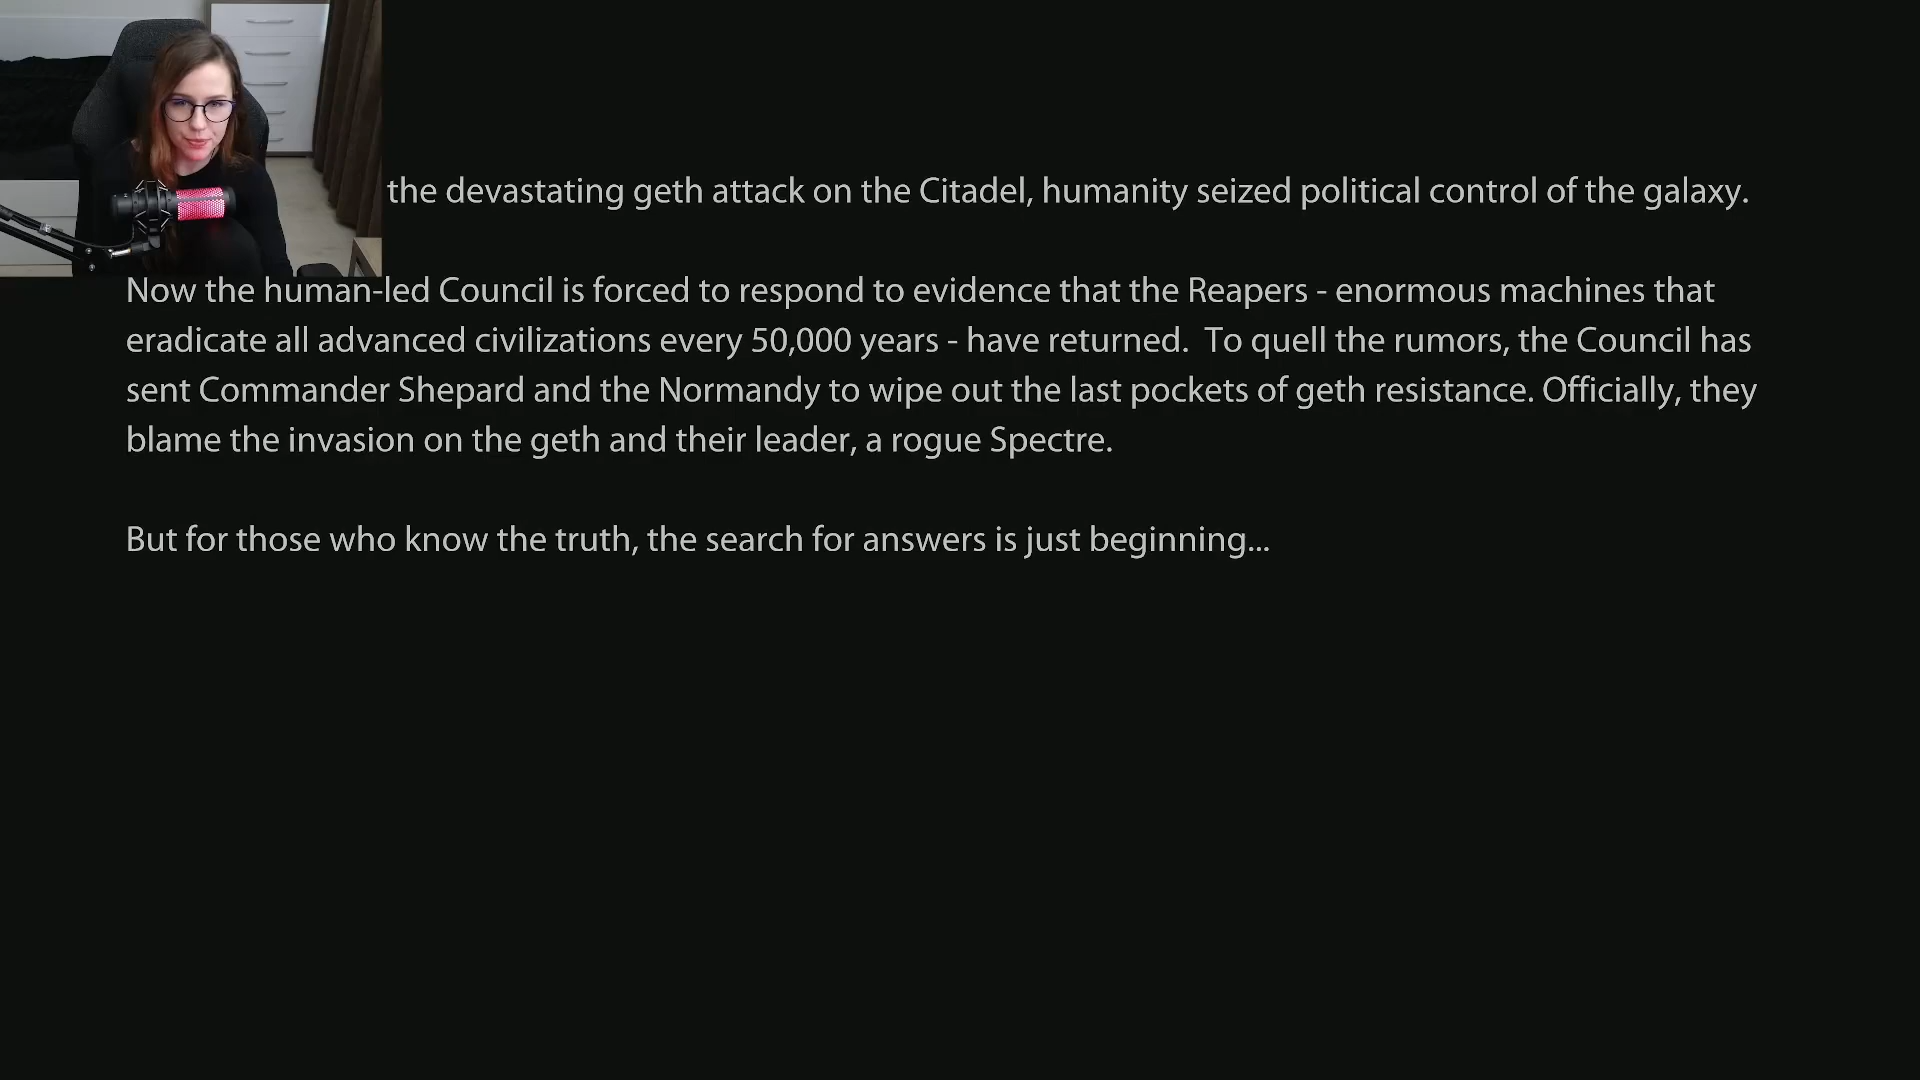 the devastating geth attack on the Citadel, humanity seized political control of the galaxy.
Now the human-led Council is forced to respond to evidence that the Reapers - enormous machines that
eradicate all advanced civilizations every 50,000 years - have returned.  To quell the rumors, the Council has
sent Commander Shepard and the Normandy to wipe out the last pockets of geth resistance. Officially, they
blame the invasion on the geth and their leader, a rogue Spectre.
But for those who know the truth, the search for answers is just beginning...